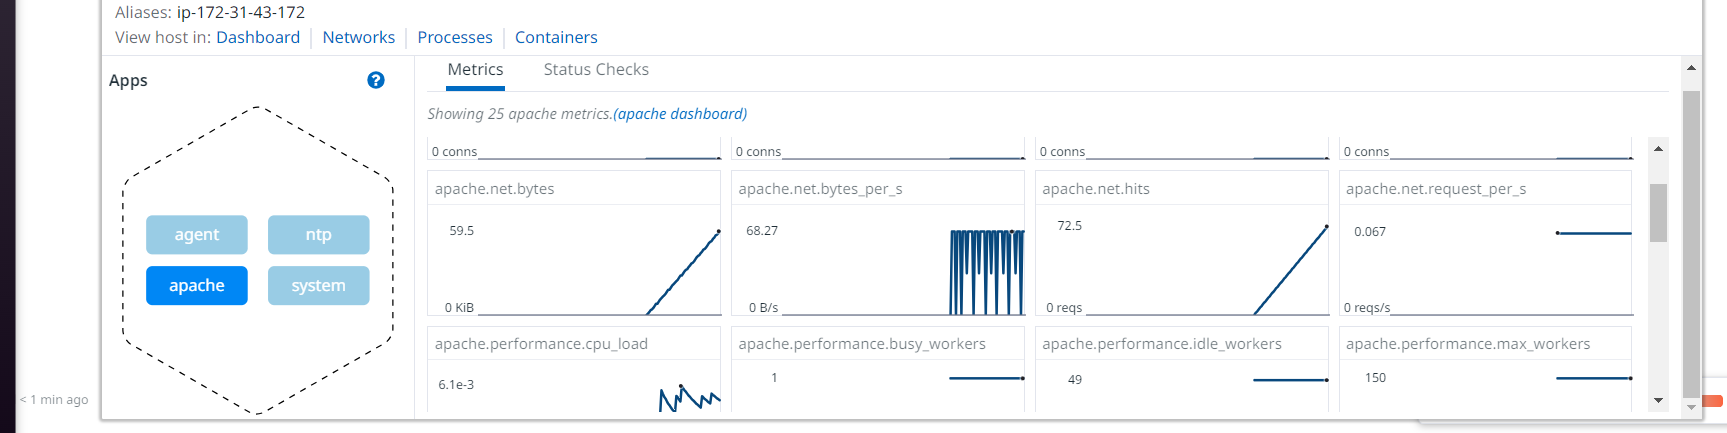 Aliases: ip-172-31-43-172
View host in: Dashboard Networks Processes Containers
Apps ?
Metrics Status Checks
Showing 25 apache metrics.(apache dashboard)
agent ntp
apache system
0 conns 0 conns 0 conns 0 conns
apache.net.bytes apache.net.bytes_per_s apache.net.hits apache.net.request_per_s
59.5 68.27 72.5 0.067
0 KiB 0 B/s 0 reqs 0 reqs/s
apache.performance.cpu_load apache.performance.busy_workers apache.performance.idle_workers apache.performance.max_workers
6.1e-3 1 49 150
< 1 min ago